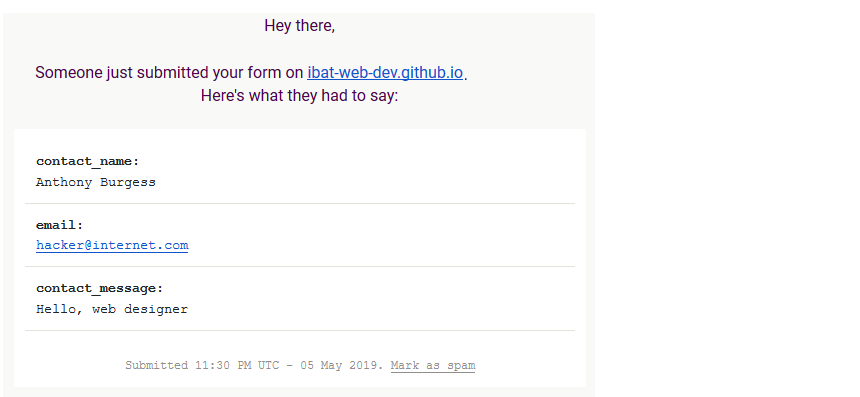 Hey there,
Someone just submitted your form on ibat-web-dev.github.io.
Here's what they had to say:
contact_name:
Anthony Burgess
email:
hacker@internet.com
contact_message:
Hello, web designer
Submitted 11:30 PM UTC - 05 May 2019. Mark as spam